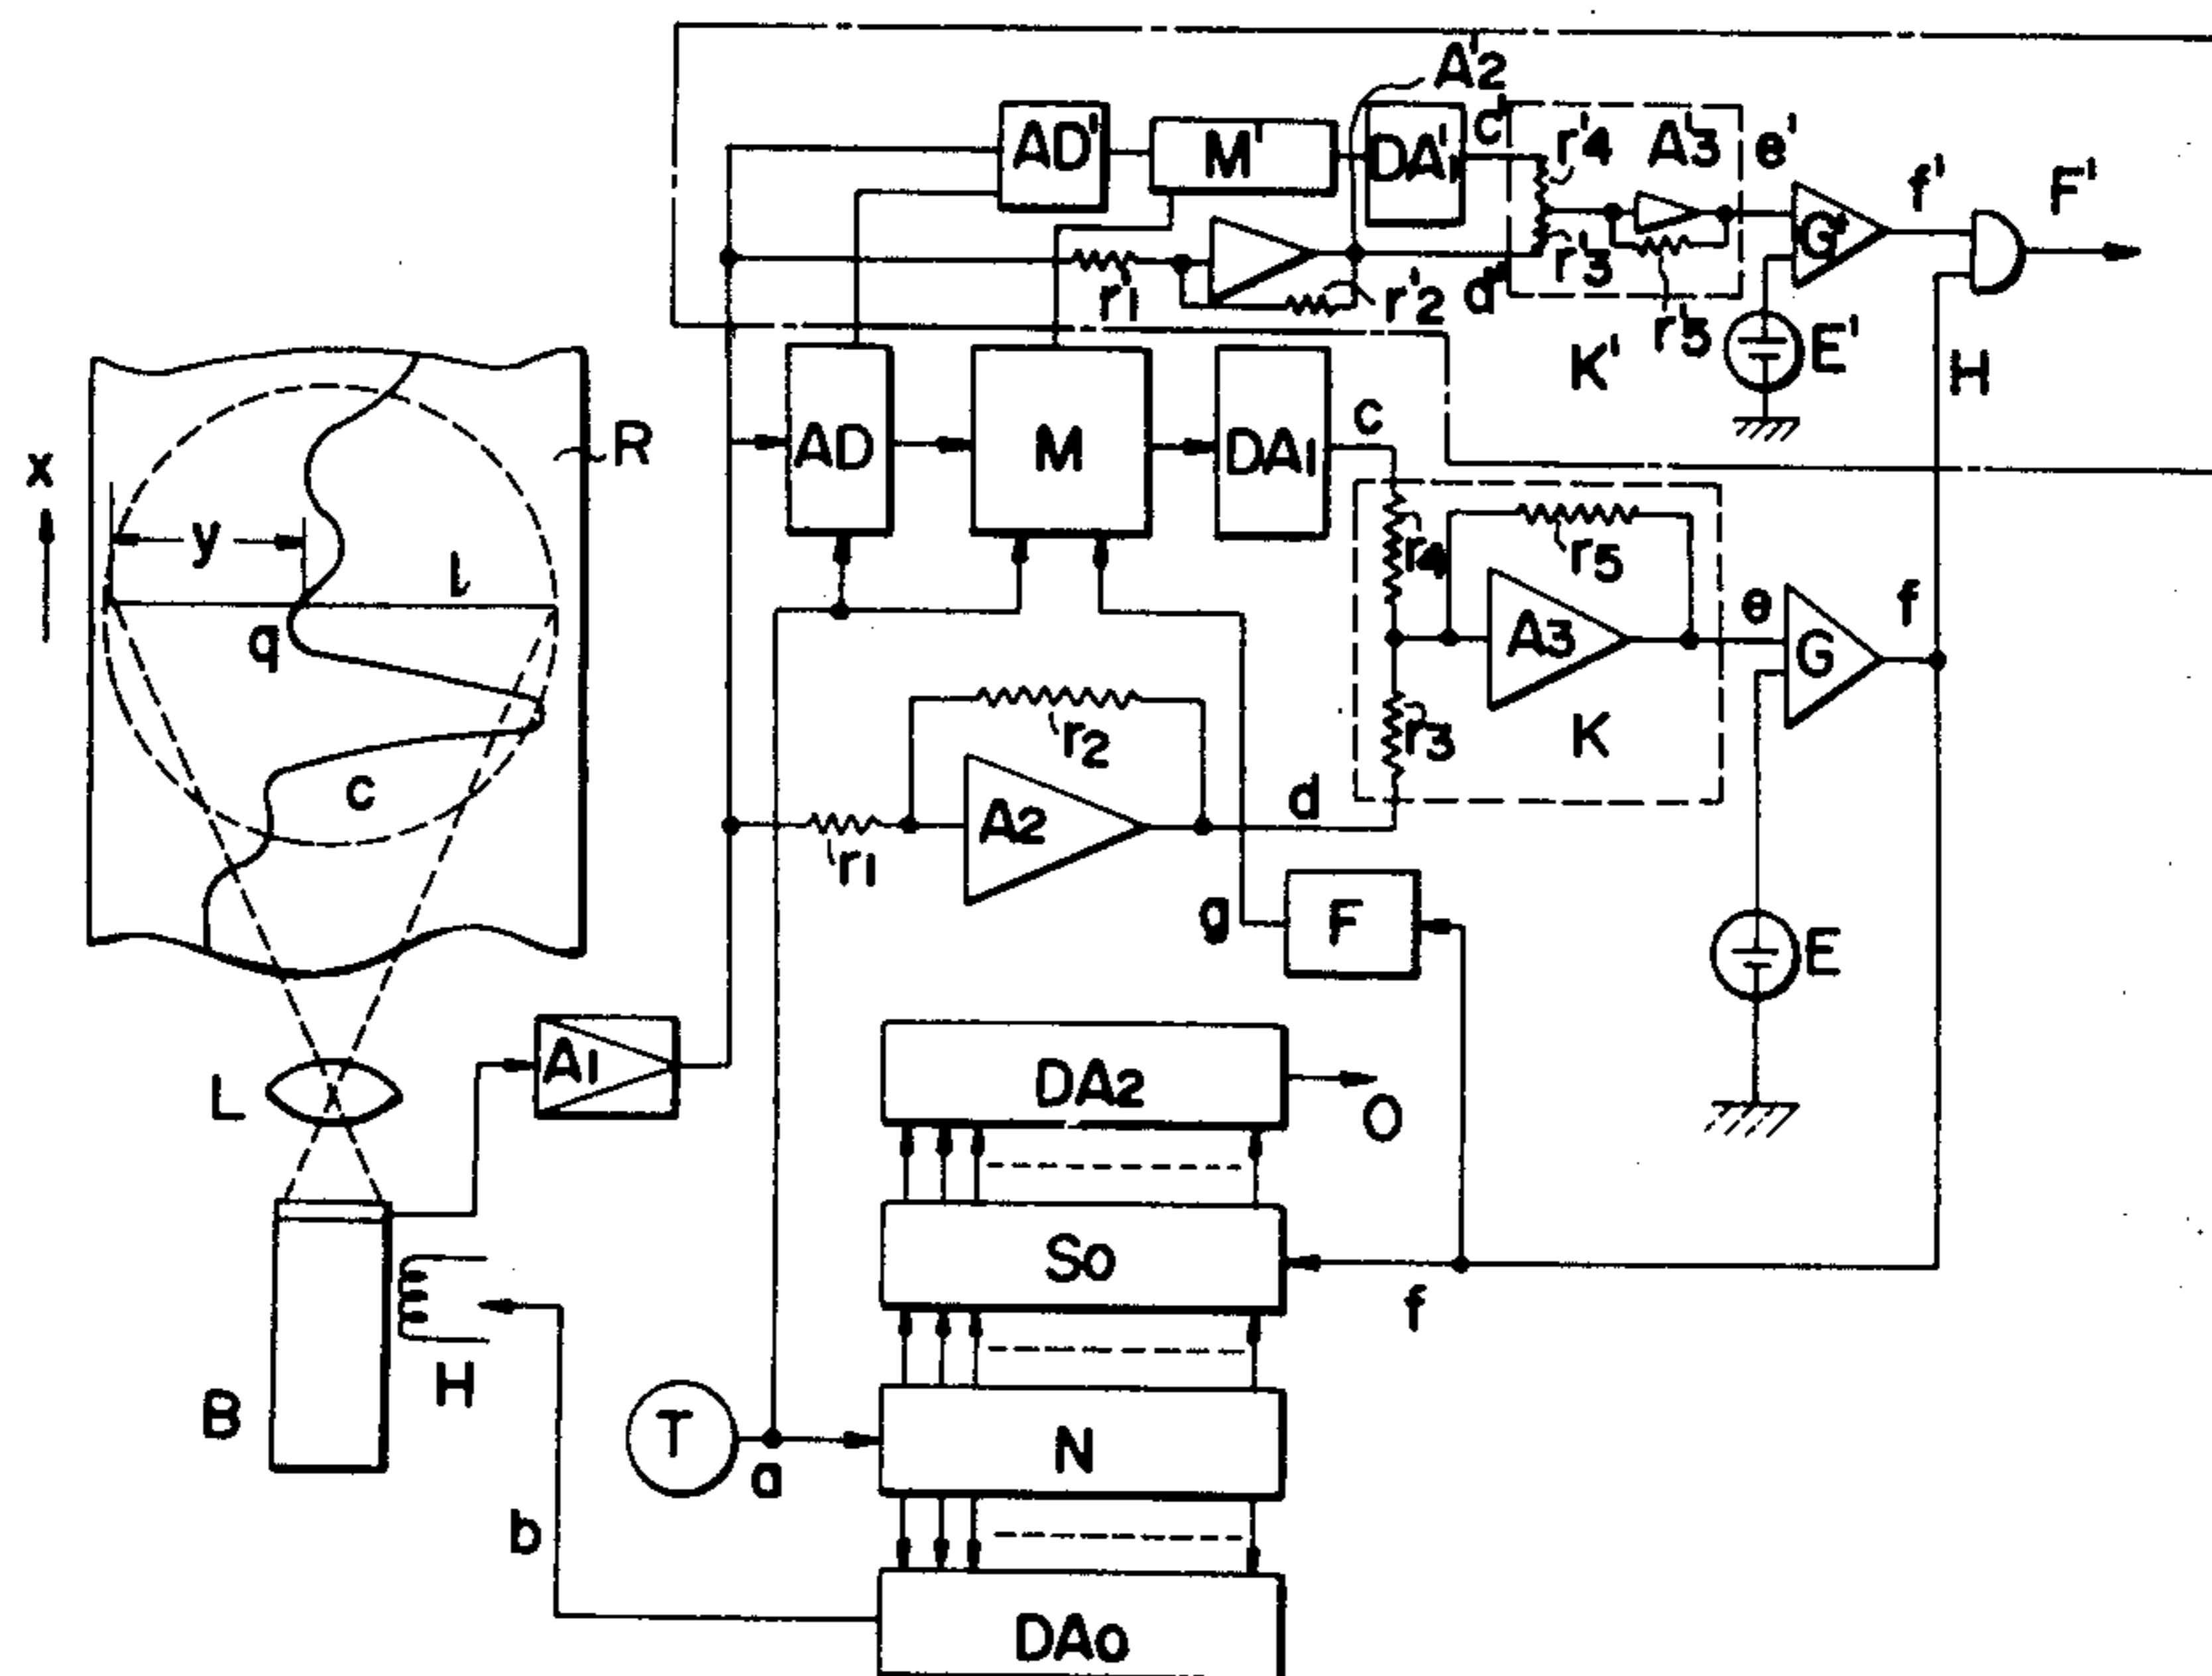 A'2
AD'
M'
DA'1
c'
r'4
A'3
e'
f'
F'
r'1
r'2
d'
r'3
r'5
G'
E'
K'
H
x
y
l
R
q
c
AD
M
DA1
c
r4
r5
A3
e
G
f
r3
K
r2
r1
A2
d
g
F
E
L
A1
DA2
O
S0
f
B
H
T
a
N
b
DA0